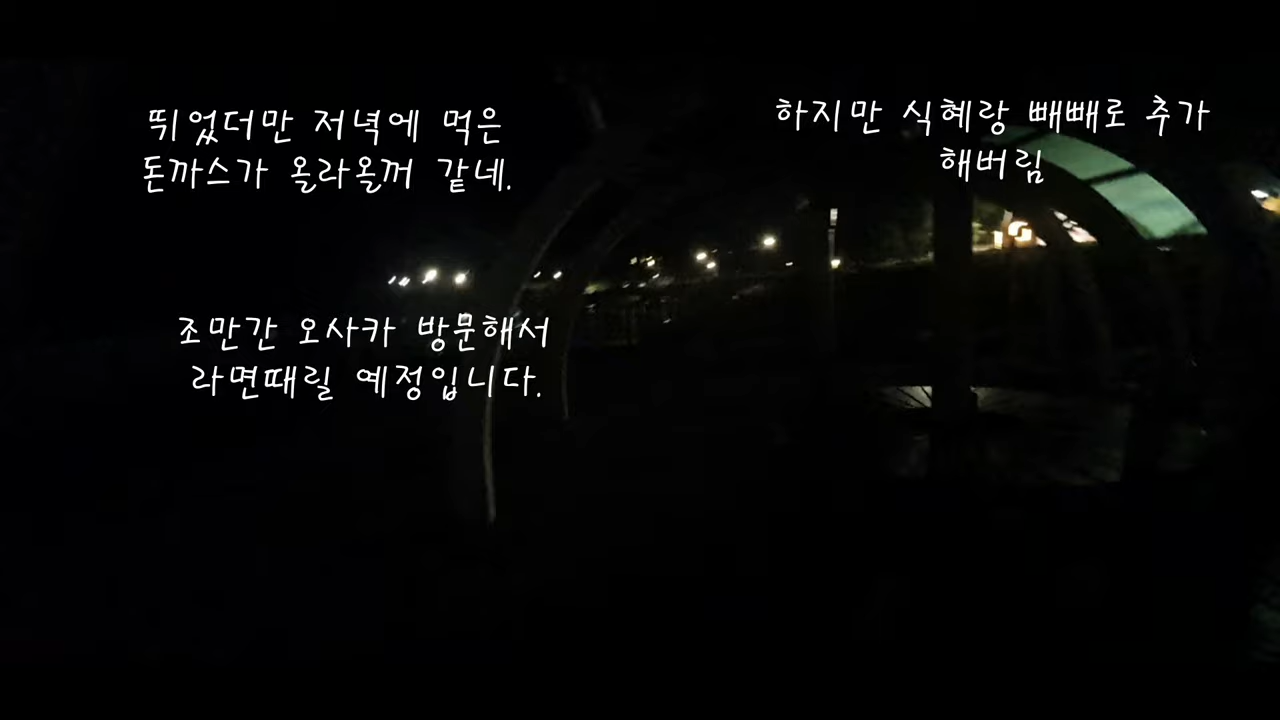 뛰었더만 저녁에 먹은
돈까스가 올라올꺼 같네.
하지만 식혜랑 빼빼로 추가
해버림
조만간 오사카 방문해서
라면때릴 예정입니다.